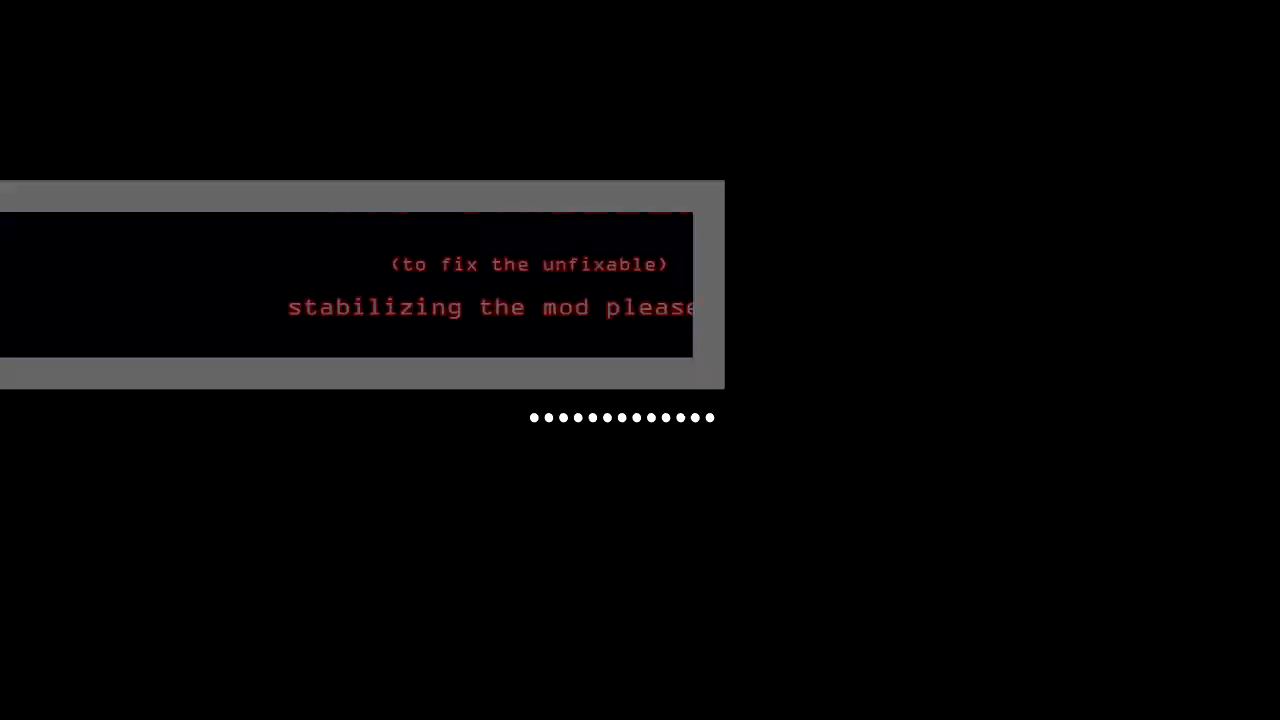 (to fix the unfixable)
stabilizing the mod please